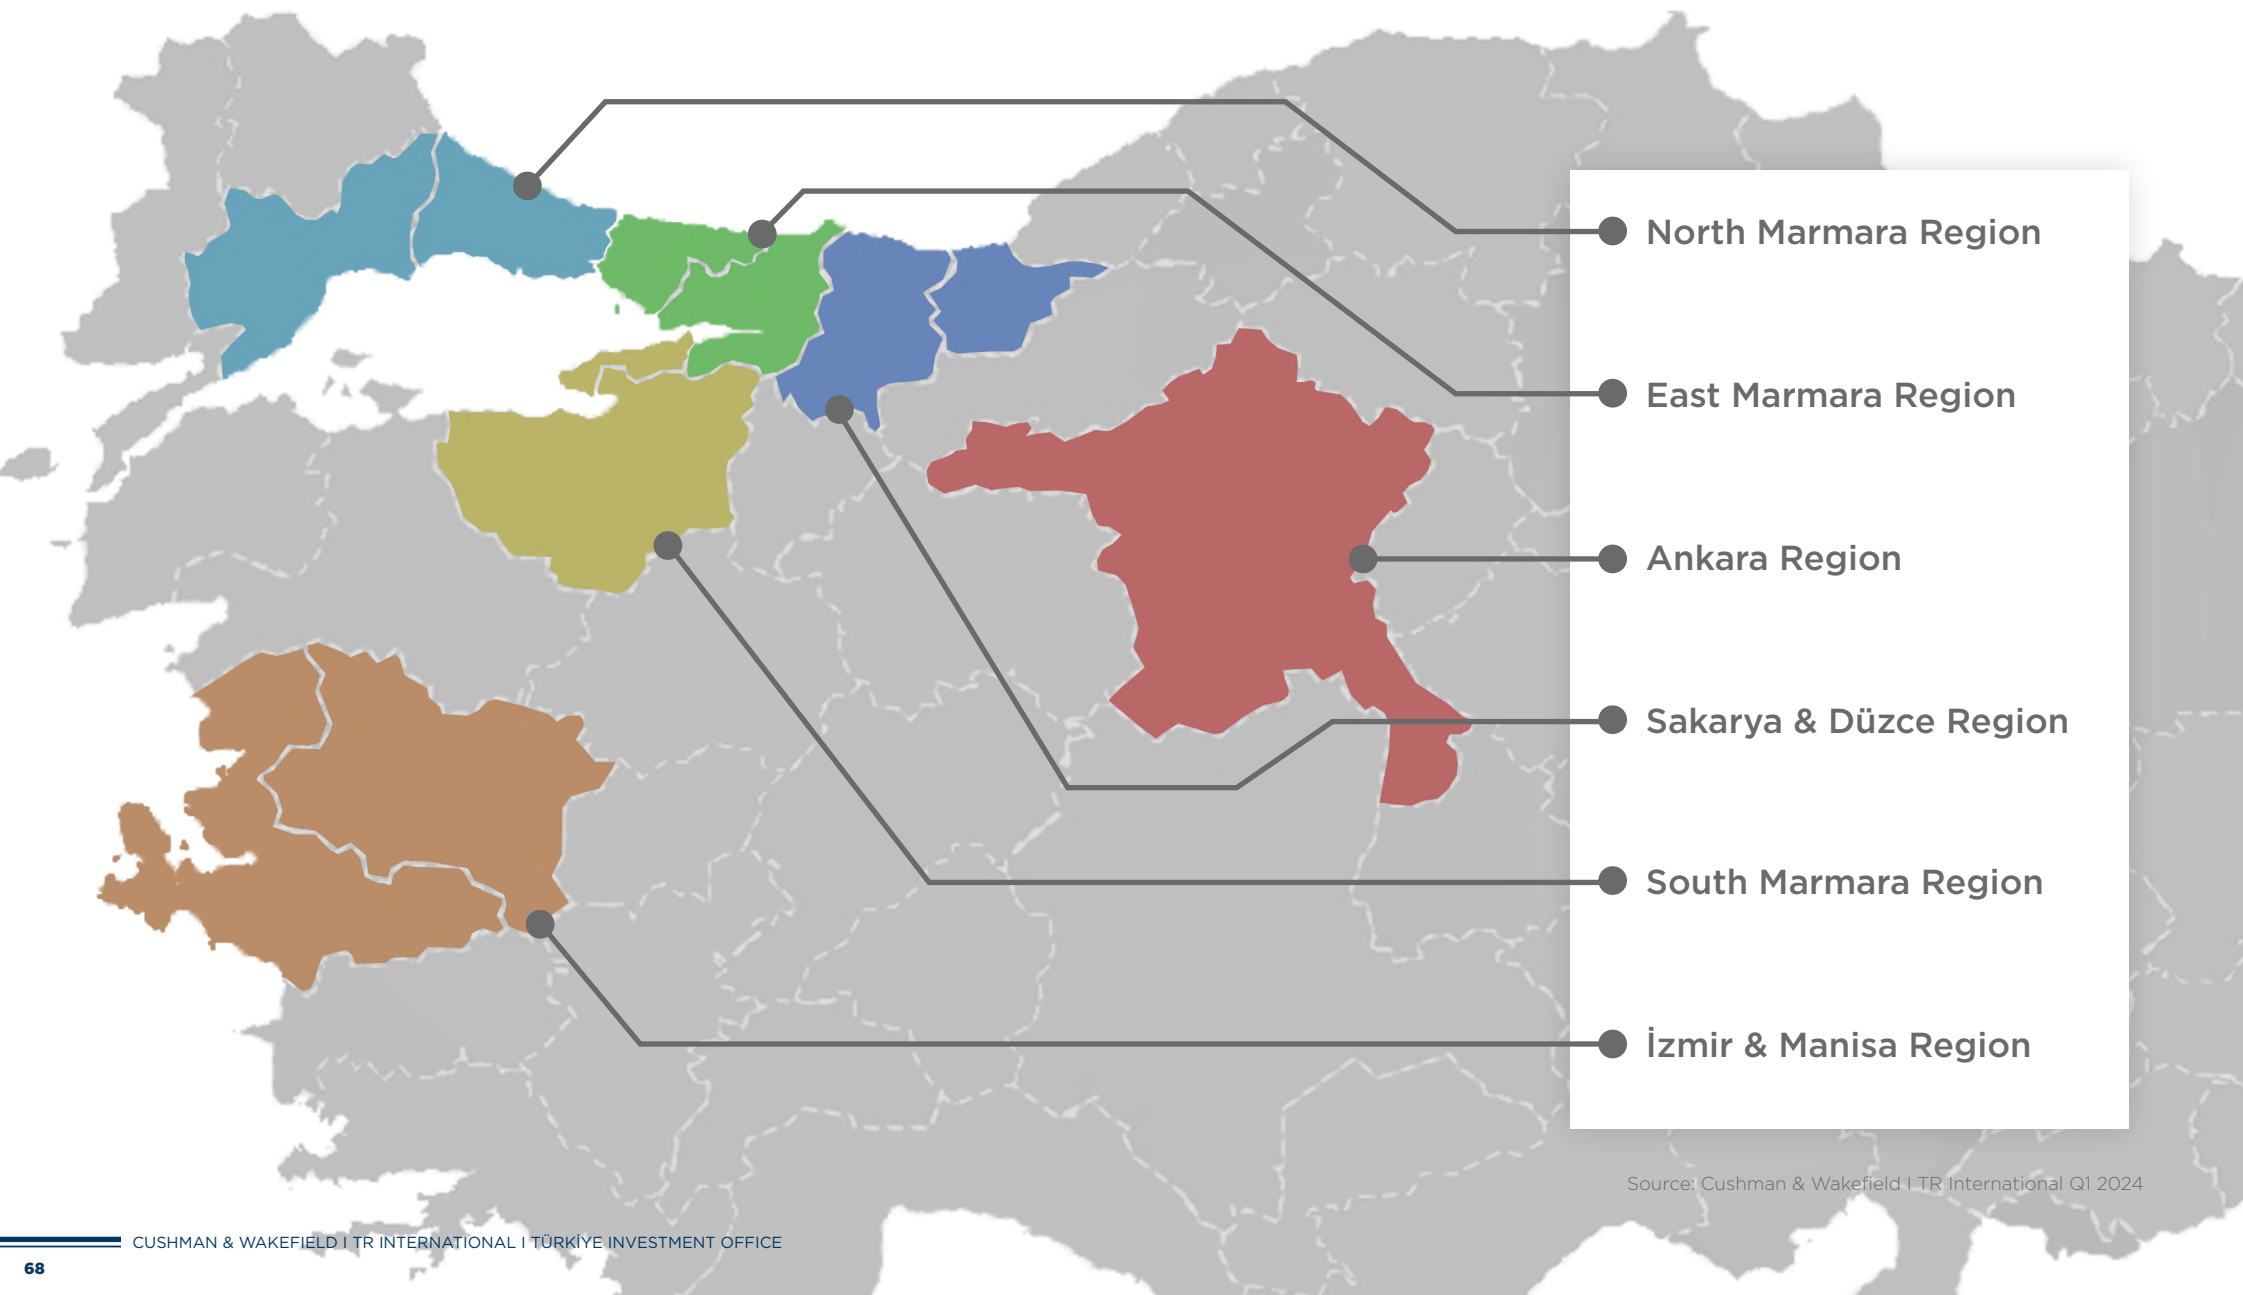 North Marmara Region
East Marmara Region
Ankara Region
Sakarya & Düzce Region
South Marmara Region
İzmir & Manisa Region
Source: Cushman & Wakefield I TR International Q1 2024
CUSHMAN & WAKEFIELD I TR INTERNATIONAL I TÜRKİYE INVESTMENT OFFICE
68